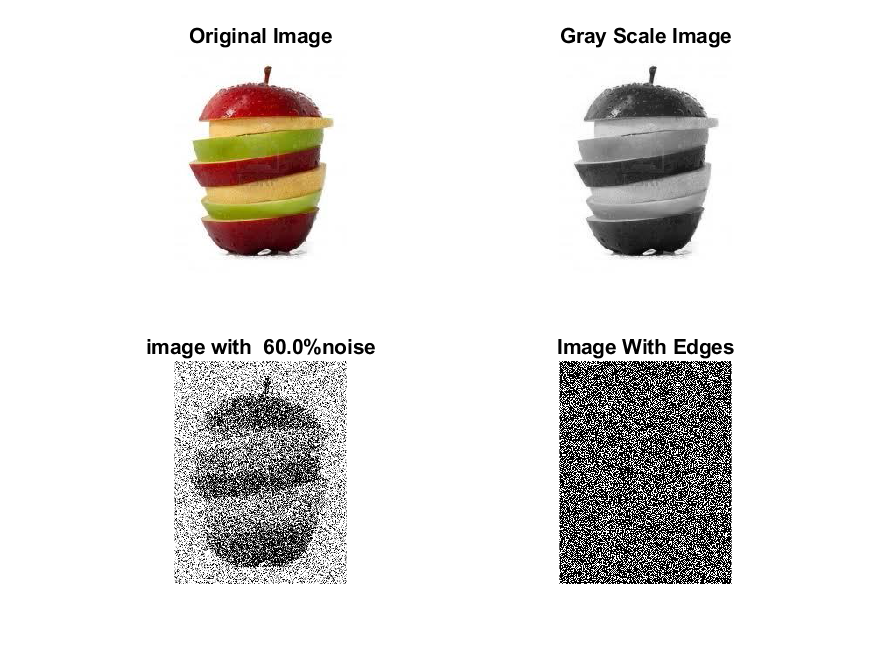 Original Image
Gray Scale Image
image with  60.0%noise
Image With Edges